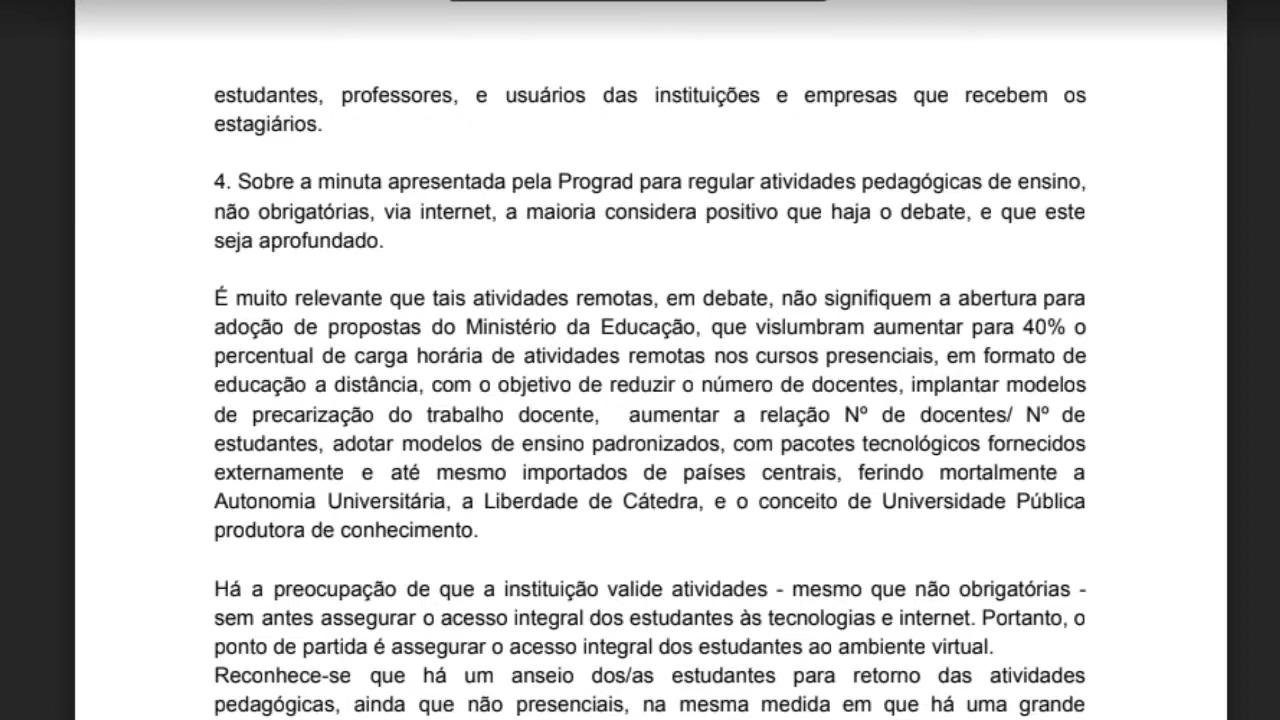 estudantes, professores, e usuários das instituições e empresas que recebem os
estagiários.
4. Sobre a minuta apresentada pela Prograd para regular atividades pedagógicas de ensino,
não obrigatórias, via internet, a maioria considera positivo que haja o debate, e que este
seja aprofundado.
É muito relevante que tais atividades remotas, em debate, não signifiquem a abertura para
adoção de propostas do Ministério da Educação, que vislumbram aumentar para 40% o
percentual de carga horária de atividades remotas nos cursos presenciais, em formato de
educação a distância, com o objetivo de reduzir o número de docentes, implantar modelos
de precarização do trabalho docente, aumentar a relação Nº de docentes/ Nº de
estudantes, adotar modelos de ensino padronizados, com pacotes tecnológicos fornecidos
externamente e até mesmo importados de países centrais, ferindo mortalmente a
Autonomia Universitária, a Liberdade de Cátedra, e o conceito de Universidade Pública
produtora de conhecimento.
Há a preocupação de que a instituição valide atividades - mesmo que não obrigatórias -
sem antes assegurar o acesso integral dos estudantes às tecnologias e internet. Portanto, o
ponto de partida é assegurar o acesso integral dos estudantes ao ambiente virtual.
Reconhece-se que há um anseio dos/as estudantes para retorno das atividades
pedagógicas, ainda que não presenciais, na mesma medida em que há uma grande